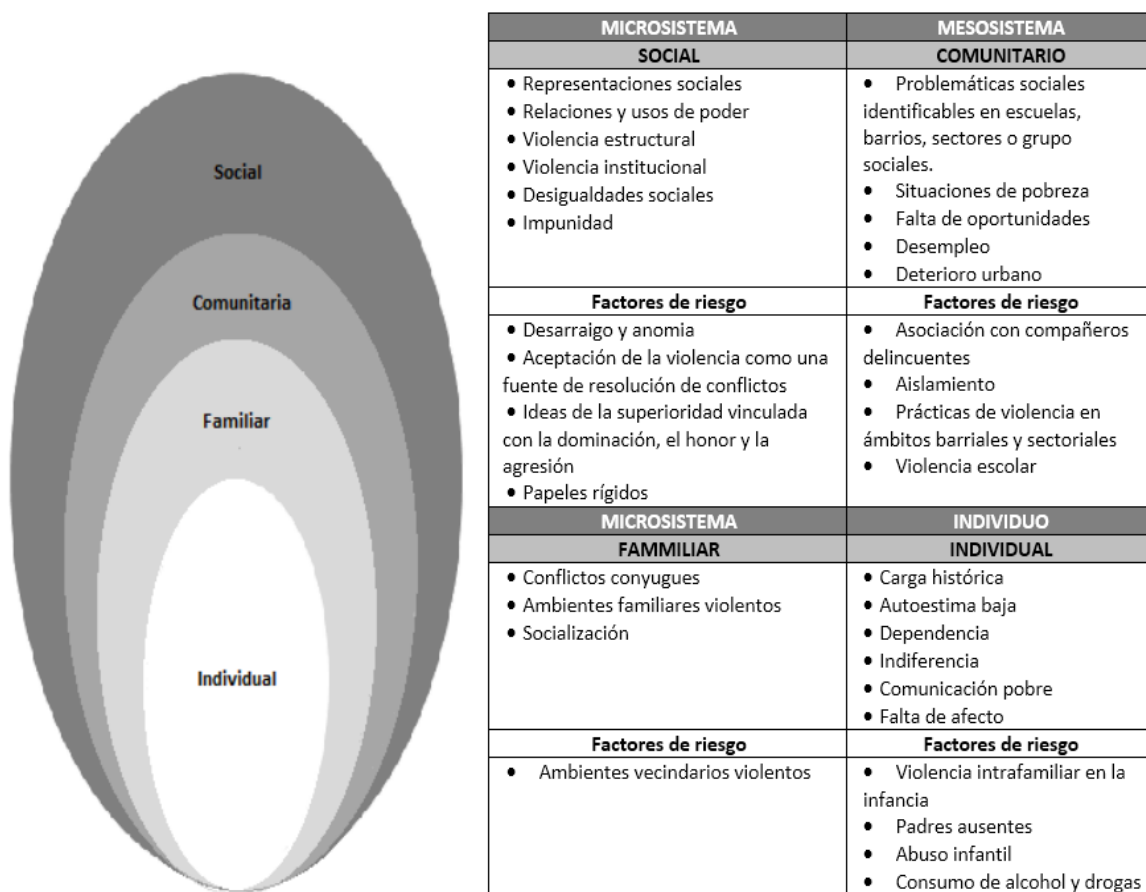 Social
Comunitaria
Familiar
Individual
MICROSISTEMA
SOCIAL
• Representaciones sociales
• Relaciones y usos de poder
• Violencia estructural
• Violencia institucional
• Desigualdades sociales
• Impunidad
MESOSISTEMA
COMUNITARIO
• Problemáticas sociales
identificables en escuelas,
barrios, sectores o grupo
sociales.
• Situaciones de pobreza
• Falta de oportunidades
• Desempleo
• Deterioro urbano
Factores de riesgo
• Desarraigo y anomia
• Aceptación de la violencia como una
fuente de resolución de conflictos
• Ideas de la superioridad vinculada
con la dominación, el honor y la
agresión
• Papeles rígidos
Factores de riesgo
• Asociación con compañeros
delincuentes
• Aislamiento
• Prácticas de violencia en
ámbitos barriales y sectoriales
• Violencia escolar
MICROSISTEMA
FAMMILIAR
• Conflictos conyugues
• Ambientes familiares violentos
• Socialización
INDIVIDUO
INDIVIDUAL
• Carga histórica
• Autoestima baja
• Dependencia
• Indiferencia
• Comunicación pobre
• Falta de afecto
Factores de riesgo
• Ambientes vecindarios violentos
Factores de riesgo
• Violencia intrafamiliar en la
infancia
• Padres ausentes
• Abuso infantil
• Consumo de alcohol y drogas